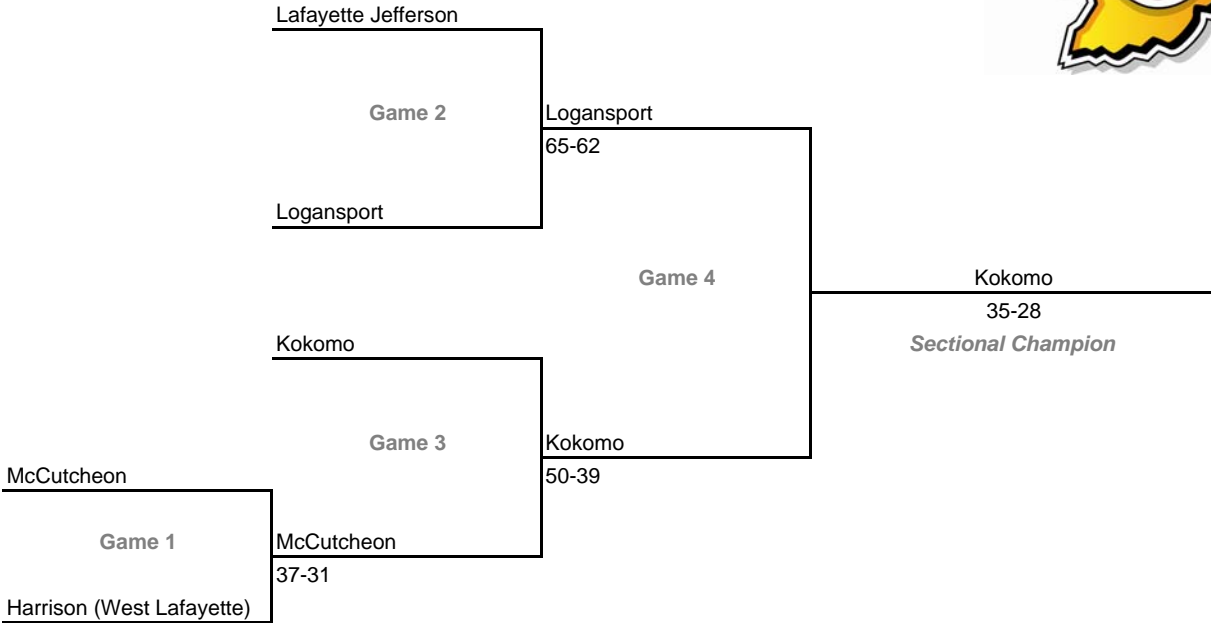 Lafayette Jefferson
Game 2
Logansport
65-62
Logansport
Game 4
Kokomo
35-28
Sectional Champion
Kokomo
Game 3
Kokomo
50-39
McCutcheon
Game 1
McCutcheon
37-31
Harrison (West Lafayette)